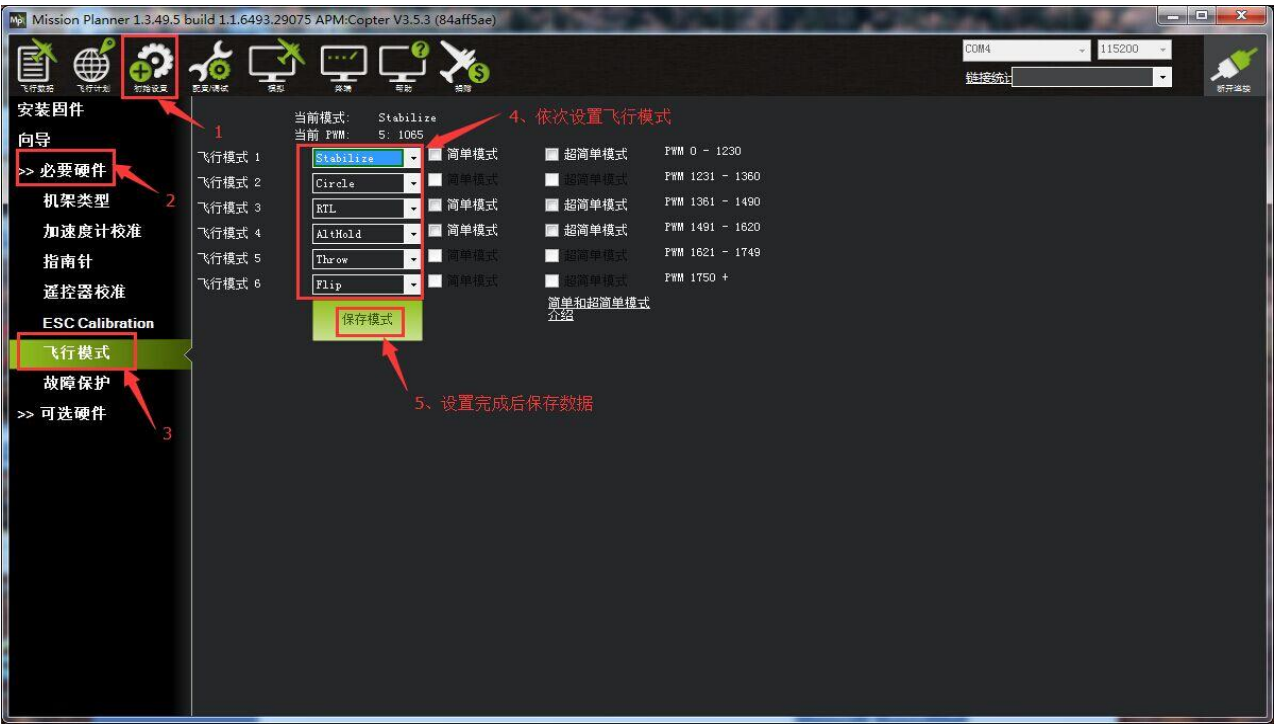 Mission Planner 1.3.49.5 build 1.1.6493.29075 APM:Copter V3.5.3 (84aff5ae)
飞行数据 飞行计划 初始设置 配置/调试 模拟 终端 帮助 捐赠
COM4 115200
链接统计
断开连接
安装固件
向导
>> 必要硬件
机架类型
加速度计校准
指南针
遥控器校准
ESC Calibration
飞行模式
故障保护
>> 可选硬件
1
2
3
当前模式: Stabilize
当前 PWM: 5: 1065
4、依次设置飞行模式
飞行模式 1 Stabilize 简单模式 超简单模式 PWM 0 - 1230
飞行模式 2 Circle 简单模式 超简单模式 PWM 1231 - 1360
飞行模式 3 RTL 简单模式 超简单模式 PWM 1361 - 1490
飞行模式 4 AltHold 简单模式 超简单模式 PWM 1491 - 1620
飞行模式 5 Throw 简单模式 超简单模式 PWM 1621 - 1749
飞行模式 6 Flip 简单模式 超简单模式 PWM 1750 +
简单和超简单模式
介绍
保存模式
5、设置完成后保存数据